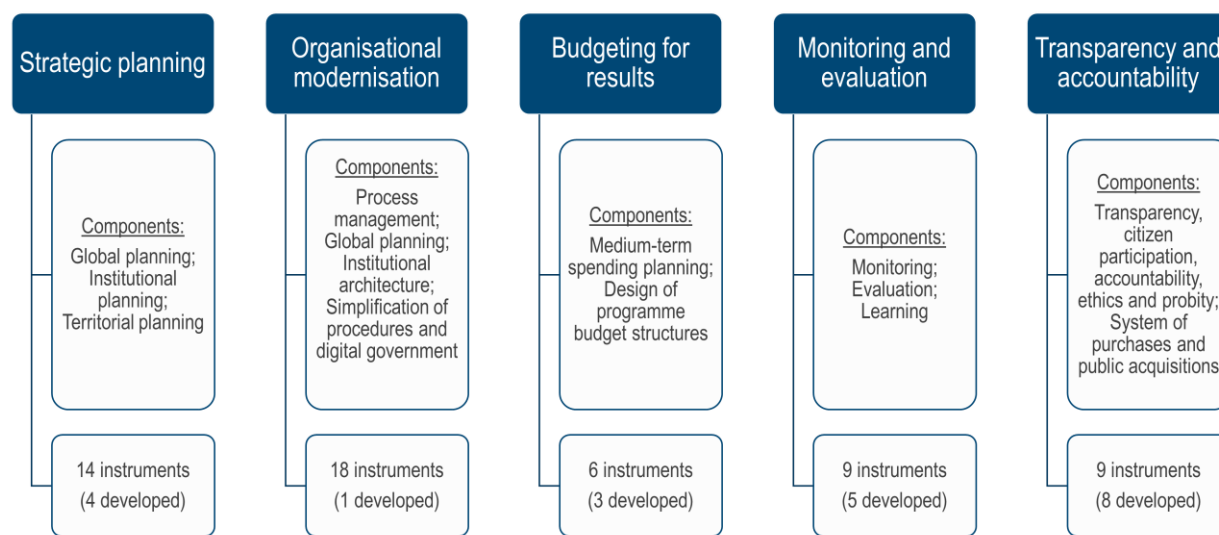 Strategic planning
Components:
Global planning;
Institutional
planning;
Territorial planning
14 instruments
(4 developed)
Organisational
modernisation
Components:
Process
management;
Global planning;
Institutional
architecture;
Simplification of
procedures and
digital government
18 instruments
(1 developed)
Budgeting for
results
Components:
Medium-term
spending planning;
Design of
programme
budget structures
6 instruments
(3 developed)
Monitoring and
evaluation
Components:
Monitoring;
Evaluation;
Learning
9 instruments
(5 developed)
Transparency and
accountability
Components:
Transparency,
citizen
participation,
accountability,
ethics and probity;
System of
purchases and
public acquisitions
9 instruments
(8 developed)